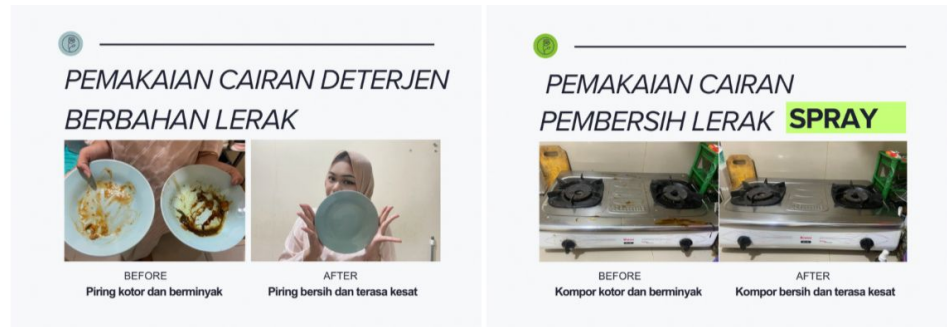 PEMAKAIAN CAIRAN DETERJEN
BERBAHAN LERAK
BEFORE
Piring kotor dan berminyak
AFTER
Piring bersih dan terasa kesat
PEMAKAIAN CAIRAN
PEMBERSIH LERAK SPRAY
BEFORE
Kompor kotor dan berminyak
AFTER
Kompor bersih dan terasa kesat